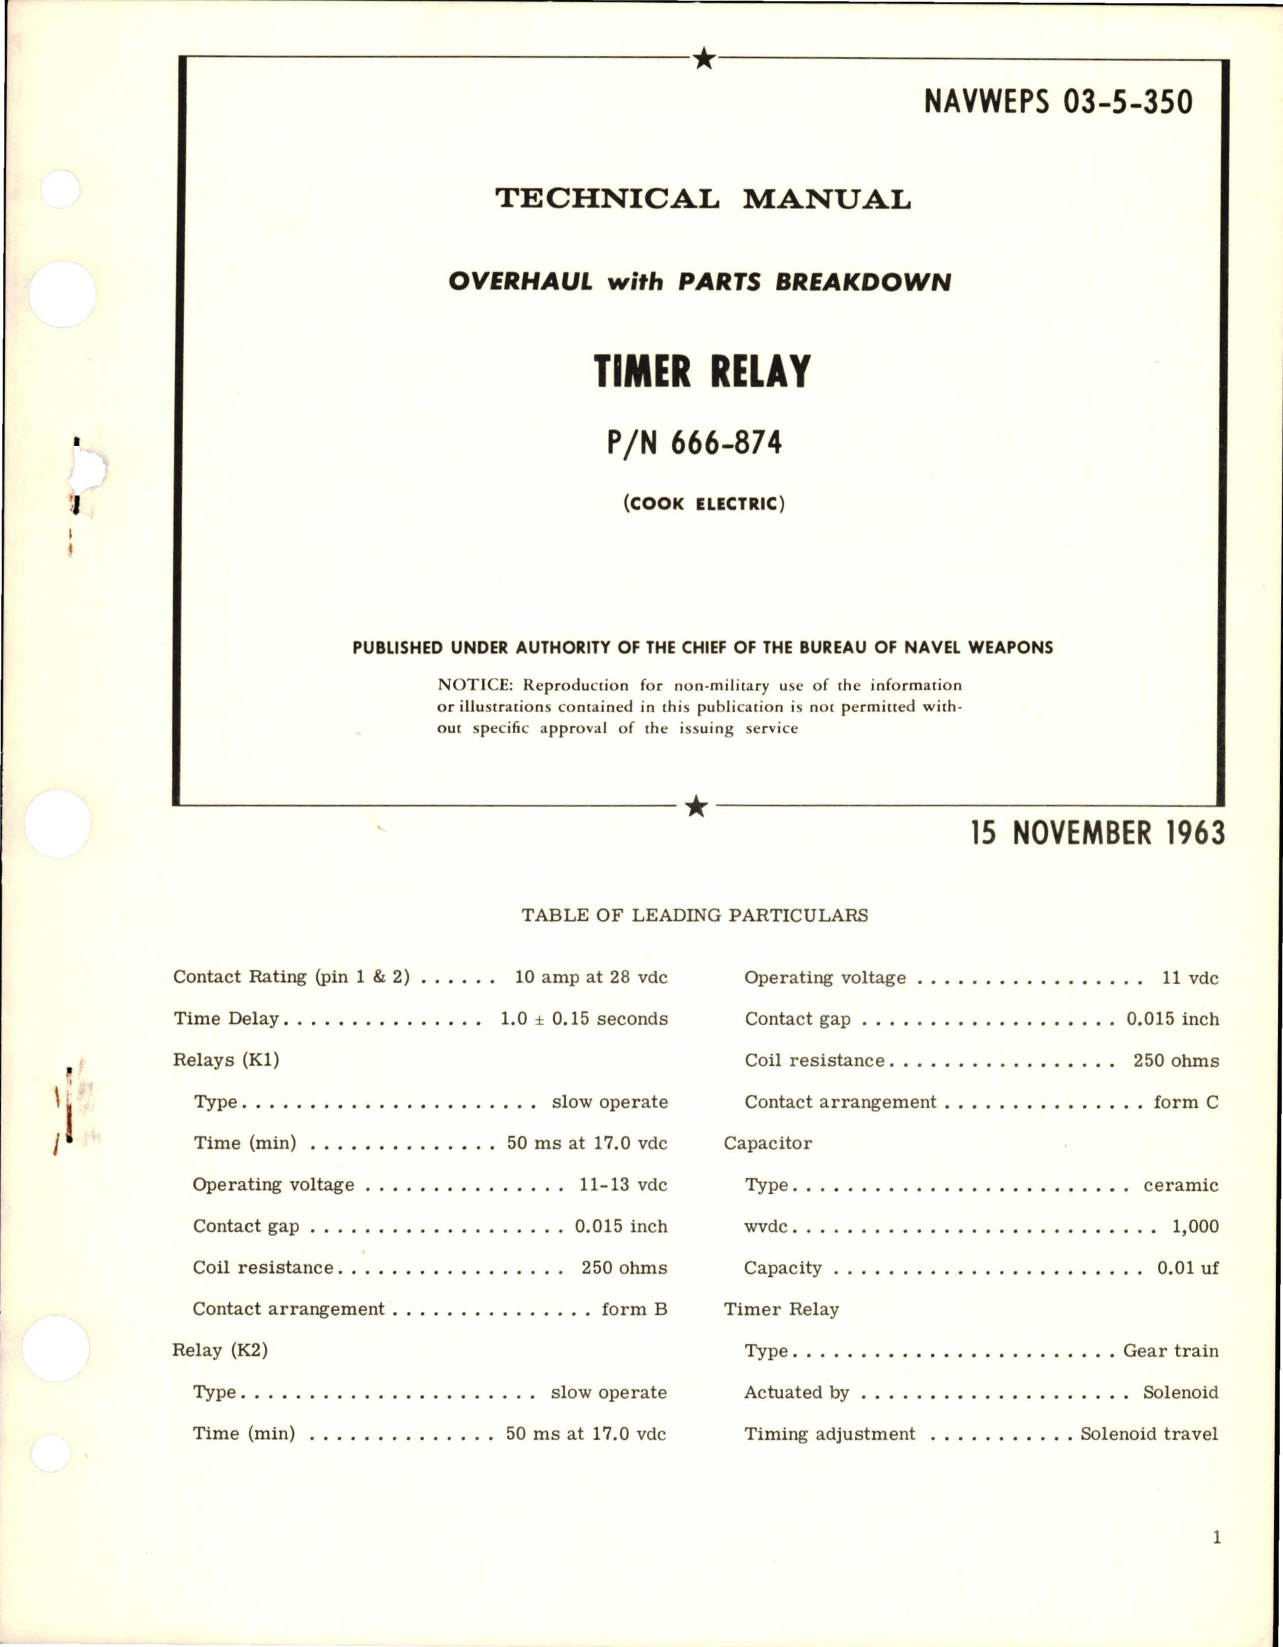 NAVWEPS 03-5-350
TECHNICAL MANUAL
OVERHAUL with PARTS BREAKDOWN
TIMER RELAY
P/N 666-874
(COOK ELECTRIC)
PUBLISHED UNDER AUTHORITY OF THE CHIEF OF THE BUREAU OF NAVEL WEAPONS
NOTICE: Reproduction for non-military use of the information
or illustrations contained in this publication is not permitted with-
out specific approval of the issuing service
15 NOVEMBER 1963
TABLE OF LEADING PARTICULARS
Contact Rating (pin 1 & 2) . . . . . . 10 amp at 28 vdc
Time Delay. . . . . . . . . . . . . . . 1.0 ± 0.15 seconds
Relays (K1)
Type. . . . . . . . . . . . . . . . . . . . . . slow operate
Time (min) . . . . . . . . . . . . . . 50 ms at 17.0 vdc
Operating voltage . . . . . . . . . . . . . . . 11-13 vdc
Contact gap . . . . . . . . . . . . . . . . . . . 0.015 inch
Coil resistance. . . . . . . . . . . . . . . . . 250 ohms
Contact arrangement . . . . . . . . . . . . . . . form B
Relay (K2)
Type. . . . . . . . . . . . . . . . . . . . . . slow operate
Time (min) . . . . . . . . . . . . . . 50 ms at 17.0 vdc
Operating voltage . . . . . . . . . . . . . . . . . 11 vdc
Contact gap . . . . . . . . . . . . . . . . . . . 0.015 inch
Coil resistance. . . . . . . . . . . . . . . . . 250 ohms
Contact arrangement . . . . . . . . . . . . . . . form C
Capacitor
Type. . . . . . . . . . . . . . . . . . . . . . . . . ceramic
wvdc. . . . . . . . . . . . . . . . . . . . . . . . . . . 1,000
Capacity . . . . . . . . . . . . . . . . . . . . . . . 0.01 uf
Timer Relay
Type. . . . . . . . . . . . . . . . . . . . . . . . Gear train
Actuated by . . . . . . . . . . . . . . . . . . . . Solenoid
Timing adjustment . . . . . . . . . . . Solenoid travel
1